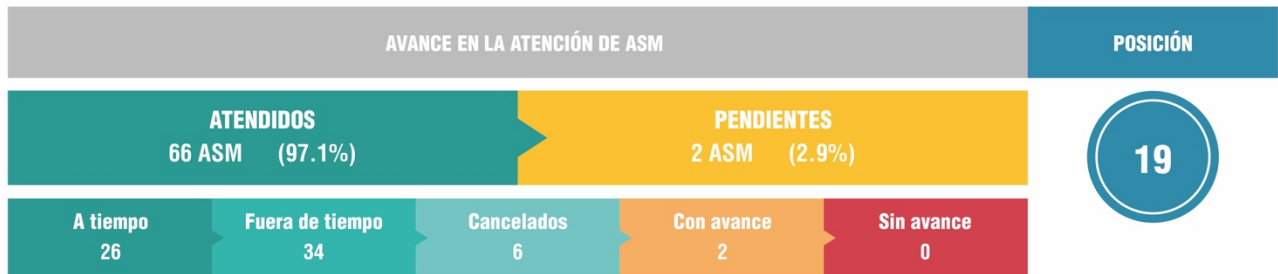 AVANCE EN LA ATENCIÓN DE ASM
POSICIÓN
ATENDIDOS
66 ASM (97.1%)
PENDIENTES
2 ASM (2.9%)
19
A tiempo
26
Fuera de tiempo
34
Cancelados
6
Con avance
2
Sin avance
0